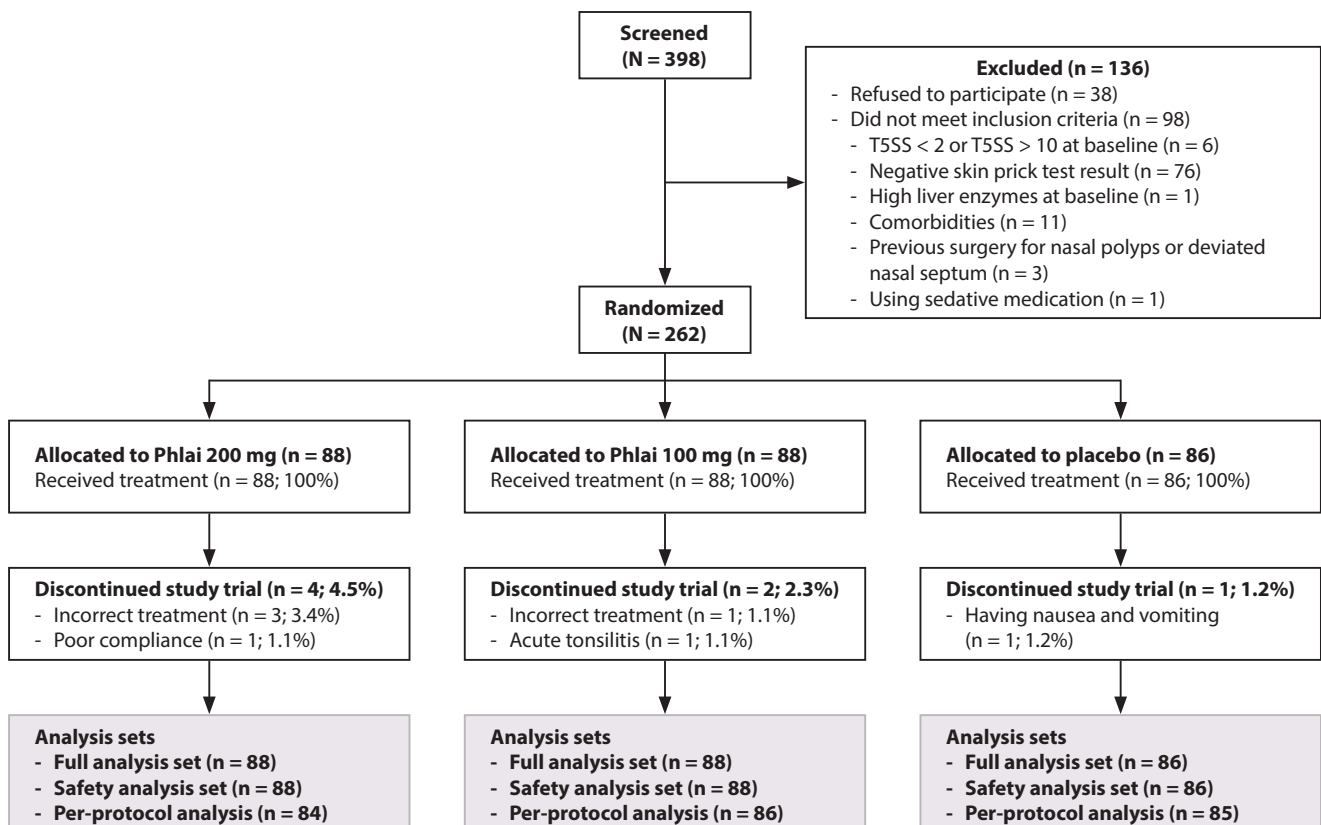 Screened
(N = 398)
Excluded (n = 136)
- Refused to participate (n = 38)
- Did not meet inclusion criteria (n = 98)
- T5SS < 2 or T5SS > 10 at baseline (n = 6)
- Negative skin prick test result (n = 76)
- High liver enzymes at baseline (n = 1)
- Comorbidities (n = 11)
- Previous surgery for nasal polyps or deviated
nasal septum (n = 3)
- Using sedative medication (n = 1)
Randomized
(N = 262)
Allocated to Phlai 200 mg (n = 88)
Received treatment (n = 88; 100%)
Allocated to Phlai 100 mg (n = 88)
Received treatment (n = 88; 100%)
Allocated to placebo (n = 86)
Received treatment (n = 86; 100%)
Discontinued study trial (n = 4; 4.5%)
- Incorrect treatment (n = 3; 3.4%)
- Poor compliance (n = 1; 1.1%)
Discontinued study trial (n = 2; 2.3%)
- Incorrect treatment (n = 1; 1.1%)
- Acute tonsilitis (n = 1; 1.1%)
Discontinued study trial (n = 1; 1.2%)
- Having nausea and vomiting
(n = 1; 1.2%)
Analysis sets
- Full analysis set (n = 88)
- Safety analysis set (n = 88)
- Per-protocol analysis (n = 84)
Analysis sets
- Full analysis set (n = 88)
- Safety analysis set (n = 88)
- Per-protocol analysis (n = 86)
Analysis sets
- Full analysis set (n = 86)
- Safety analysis set (n = 86)
- Per-protocol analysis (n = 85)